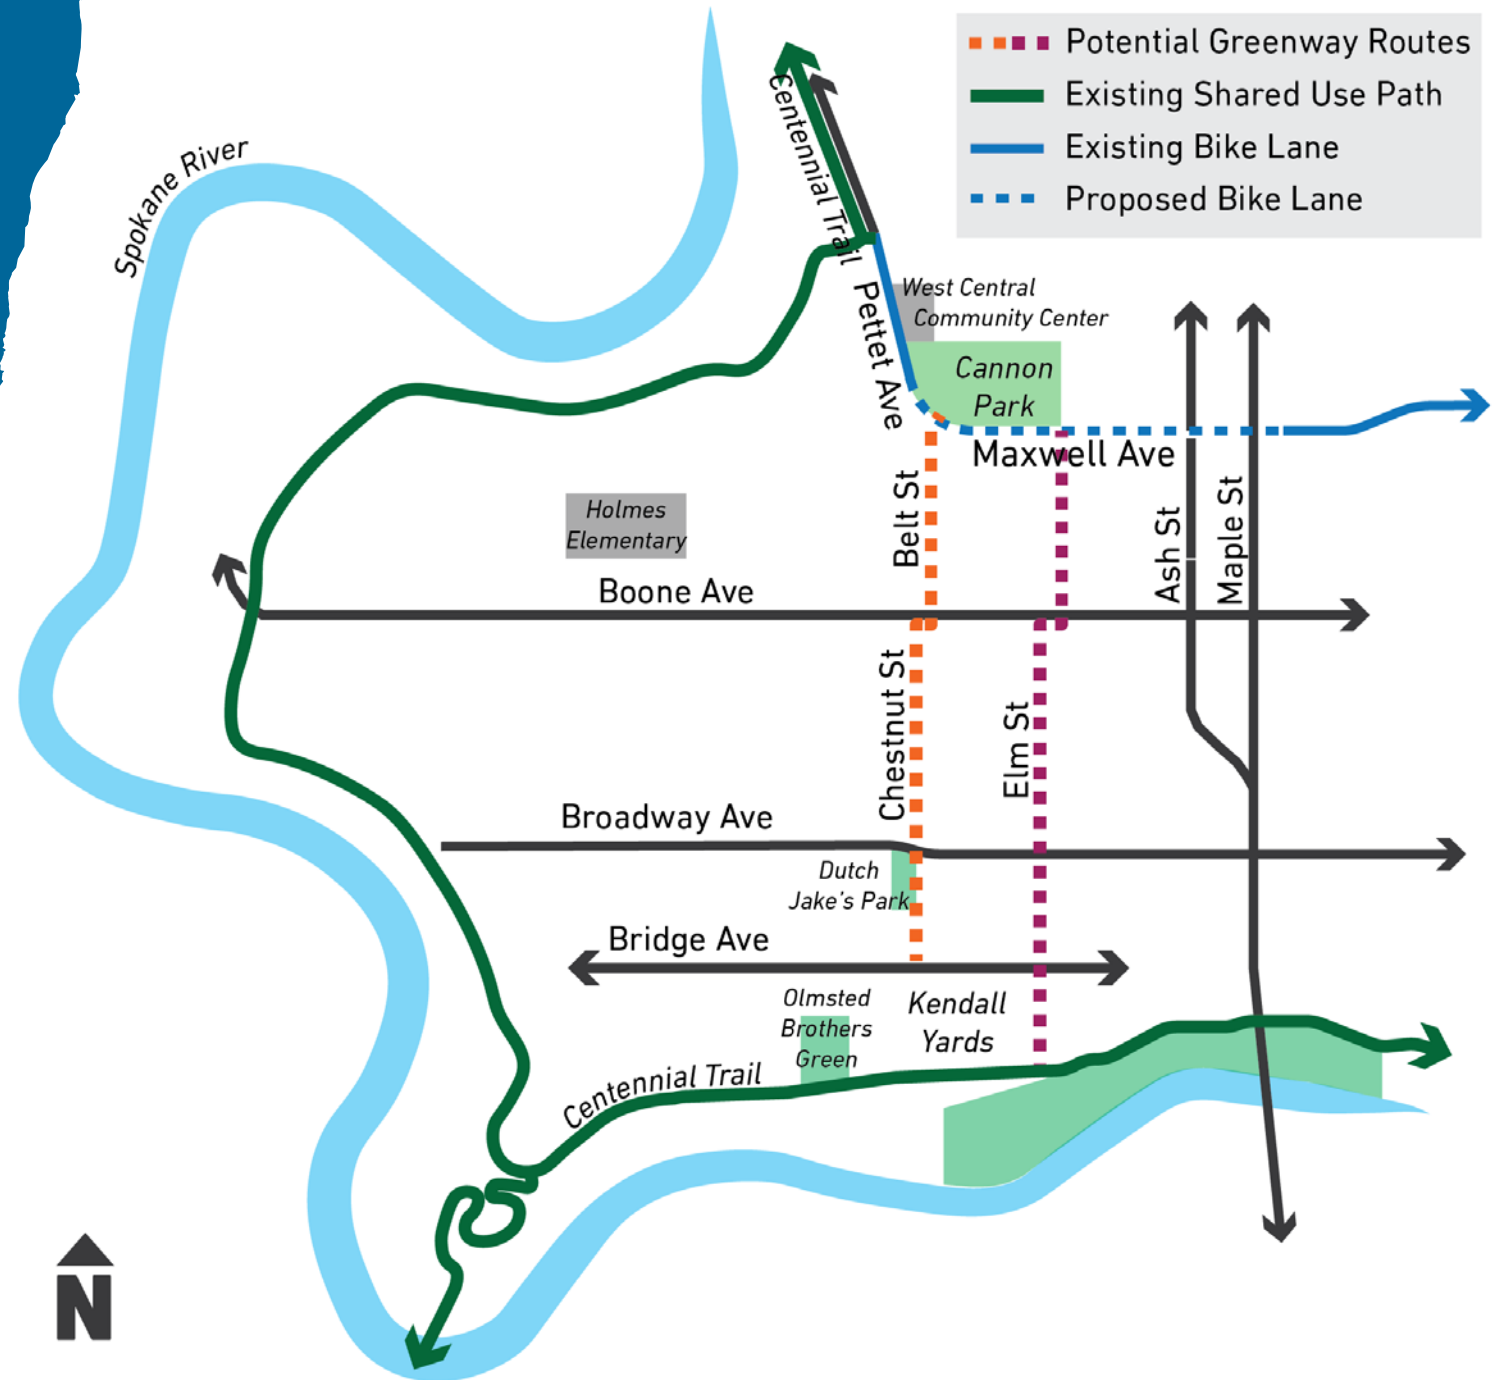 Potential Greenway Routes
Existing Shared Use Path
Existing Bike Lane
Proposed Bike Lane
Spokane River
Centennial Trail
Pettet Ave
West Central
Community Center
Cannon
Park
Maxwell Ave
Belt St
Ash St
Maple St
Holmes
Elementary
Boone Ave
Chestnut St
Elm St
Broadway Ave
Dutch
Jake's Park
Bridge Ave
Olmsted
Brothers
Green
Kendall
Yards
Centennial Trail
N